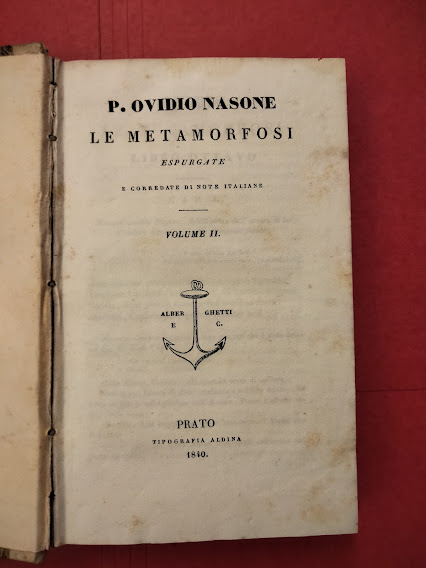 P. OVIDIO NASONE
LE METAMORFOSI
ESPURGATE
E CORREDATE DI NOTE ITALIANE
VOLUME II.
ALBER GHETTI
E C.
PRATO
TIPOGRAFIA ALDINA
1840.